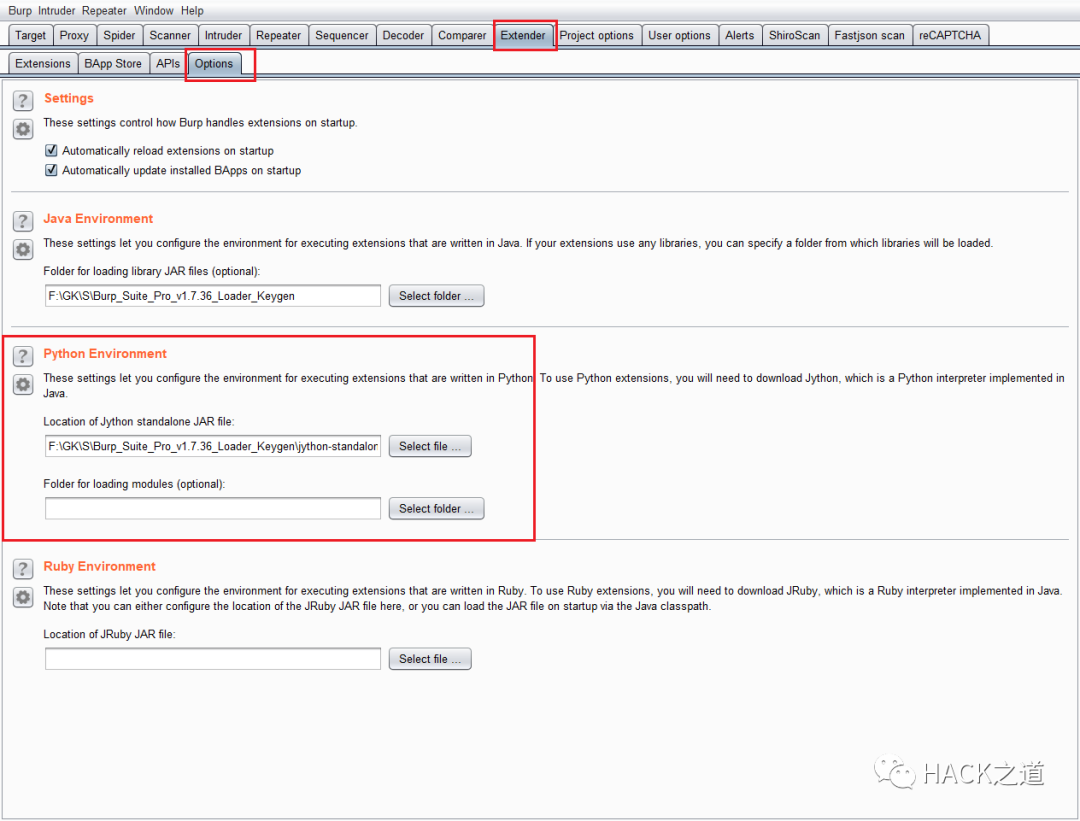 Burp Intruder Repeater Window Help
Target Proxy Spider Scanner Intruder Repeater Sequencer Decoder Comparer Extender Project options User options Alerts ShiroScan Fastjson scan reCAPTCHA
Extensions BApp Store APIs Options
? Settings
These settings control how Burp handles extensions on startup.
Automatically reload extensions on startup
Automatically update installed BApps on startup
? Java Environment
These settings let you configure the environment for executing extensions that are written in Java. If your extensions use any libraries, you can specify a folder from which libraries will be loaded.
Folder for loading library JAR files (optional):
F:\GK\S\Burp_Suite_Pro_v1.7.36_Loader_Keygen Select folder ...
? Python Environment
These settings let you configure the environment for executing extensions that are written in Python. To use Python extensions, you will need to download Jython, which is a Python interpreter implemented in
Java.
Location of Jython standalone JAR file:
F:\GK\S\Burp_Suite_Pro_v1.7.36_Loader_Keygen\jython-standalon Select file ...
Folder for loading modules (optional):
Select folder ...
? Ruby Environment
These settings let you configure the environment for executing extensions that are written in Ruby. To use Ruby extensions, you will need to download JRuby, which is a Ruby interpreter implemented in Java.
Note that you can either configure the location of the JRuby JAR file here, or you can load the JAR file on startup via the Java classpath.
Location of JRuby JAR file:
Select file ...
HACK之道